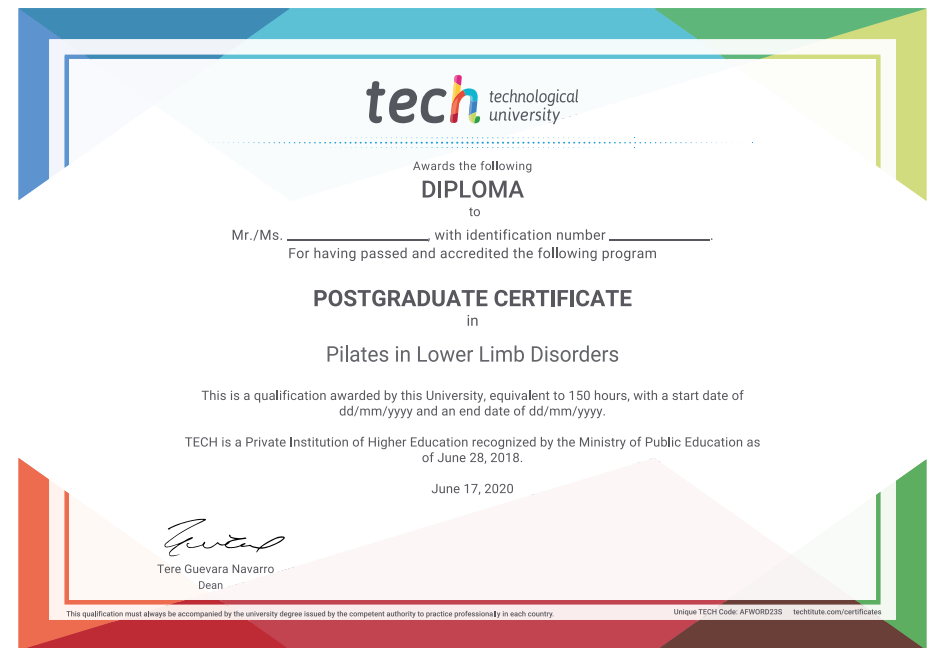 tech technological
university
Awards the following
DIPLOMA
to
Mr./Ms. ____________________, with identification number ______________.
For having passed and accredited the following program
POSTGRADUATE CERTIFICATE
in
Pilates in Lower Limb Disorders
This is a qualification awarded by this University, equivalent to 150 hours, with a start date of
dd/mm/yyyy and an end date of dd/mm/yyyy.
TECH is a Private Institution of Higher Education recognized by the Ministry of Public Education as
of June 28, 2018.
June 17, 2020
Tere Guevara Navarro
Dean
This qualification must always be accompanied by the university degree issued by the competent authority to practice professionally in each country.
Unique TECH Code: AFWORD23S techtitute.com/certificates